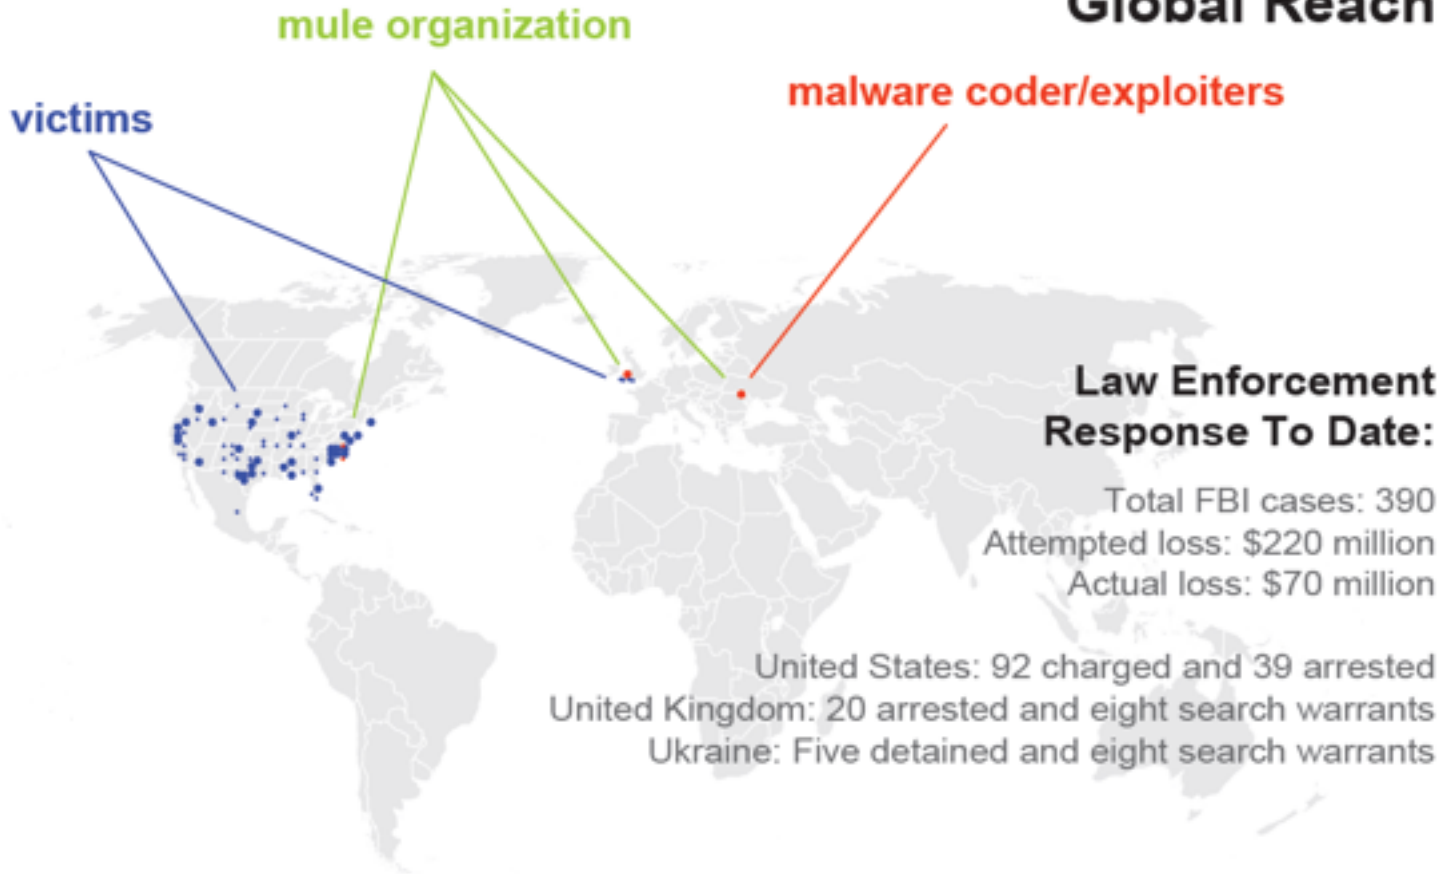 Global Reach
mule organization
malware coder/exploiters
victims
Law Enforcement
Response To Date:
Total FBI cases: 390
Attempted loss: $220 million
Actual loss: $70 million
United States: 92 charged and 39 arrested
United Kingdom: 20 arrested and eight search warrants
Ukraine: Five detained and eight search warrants